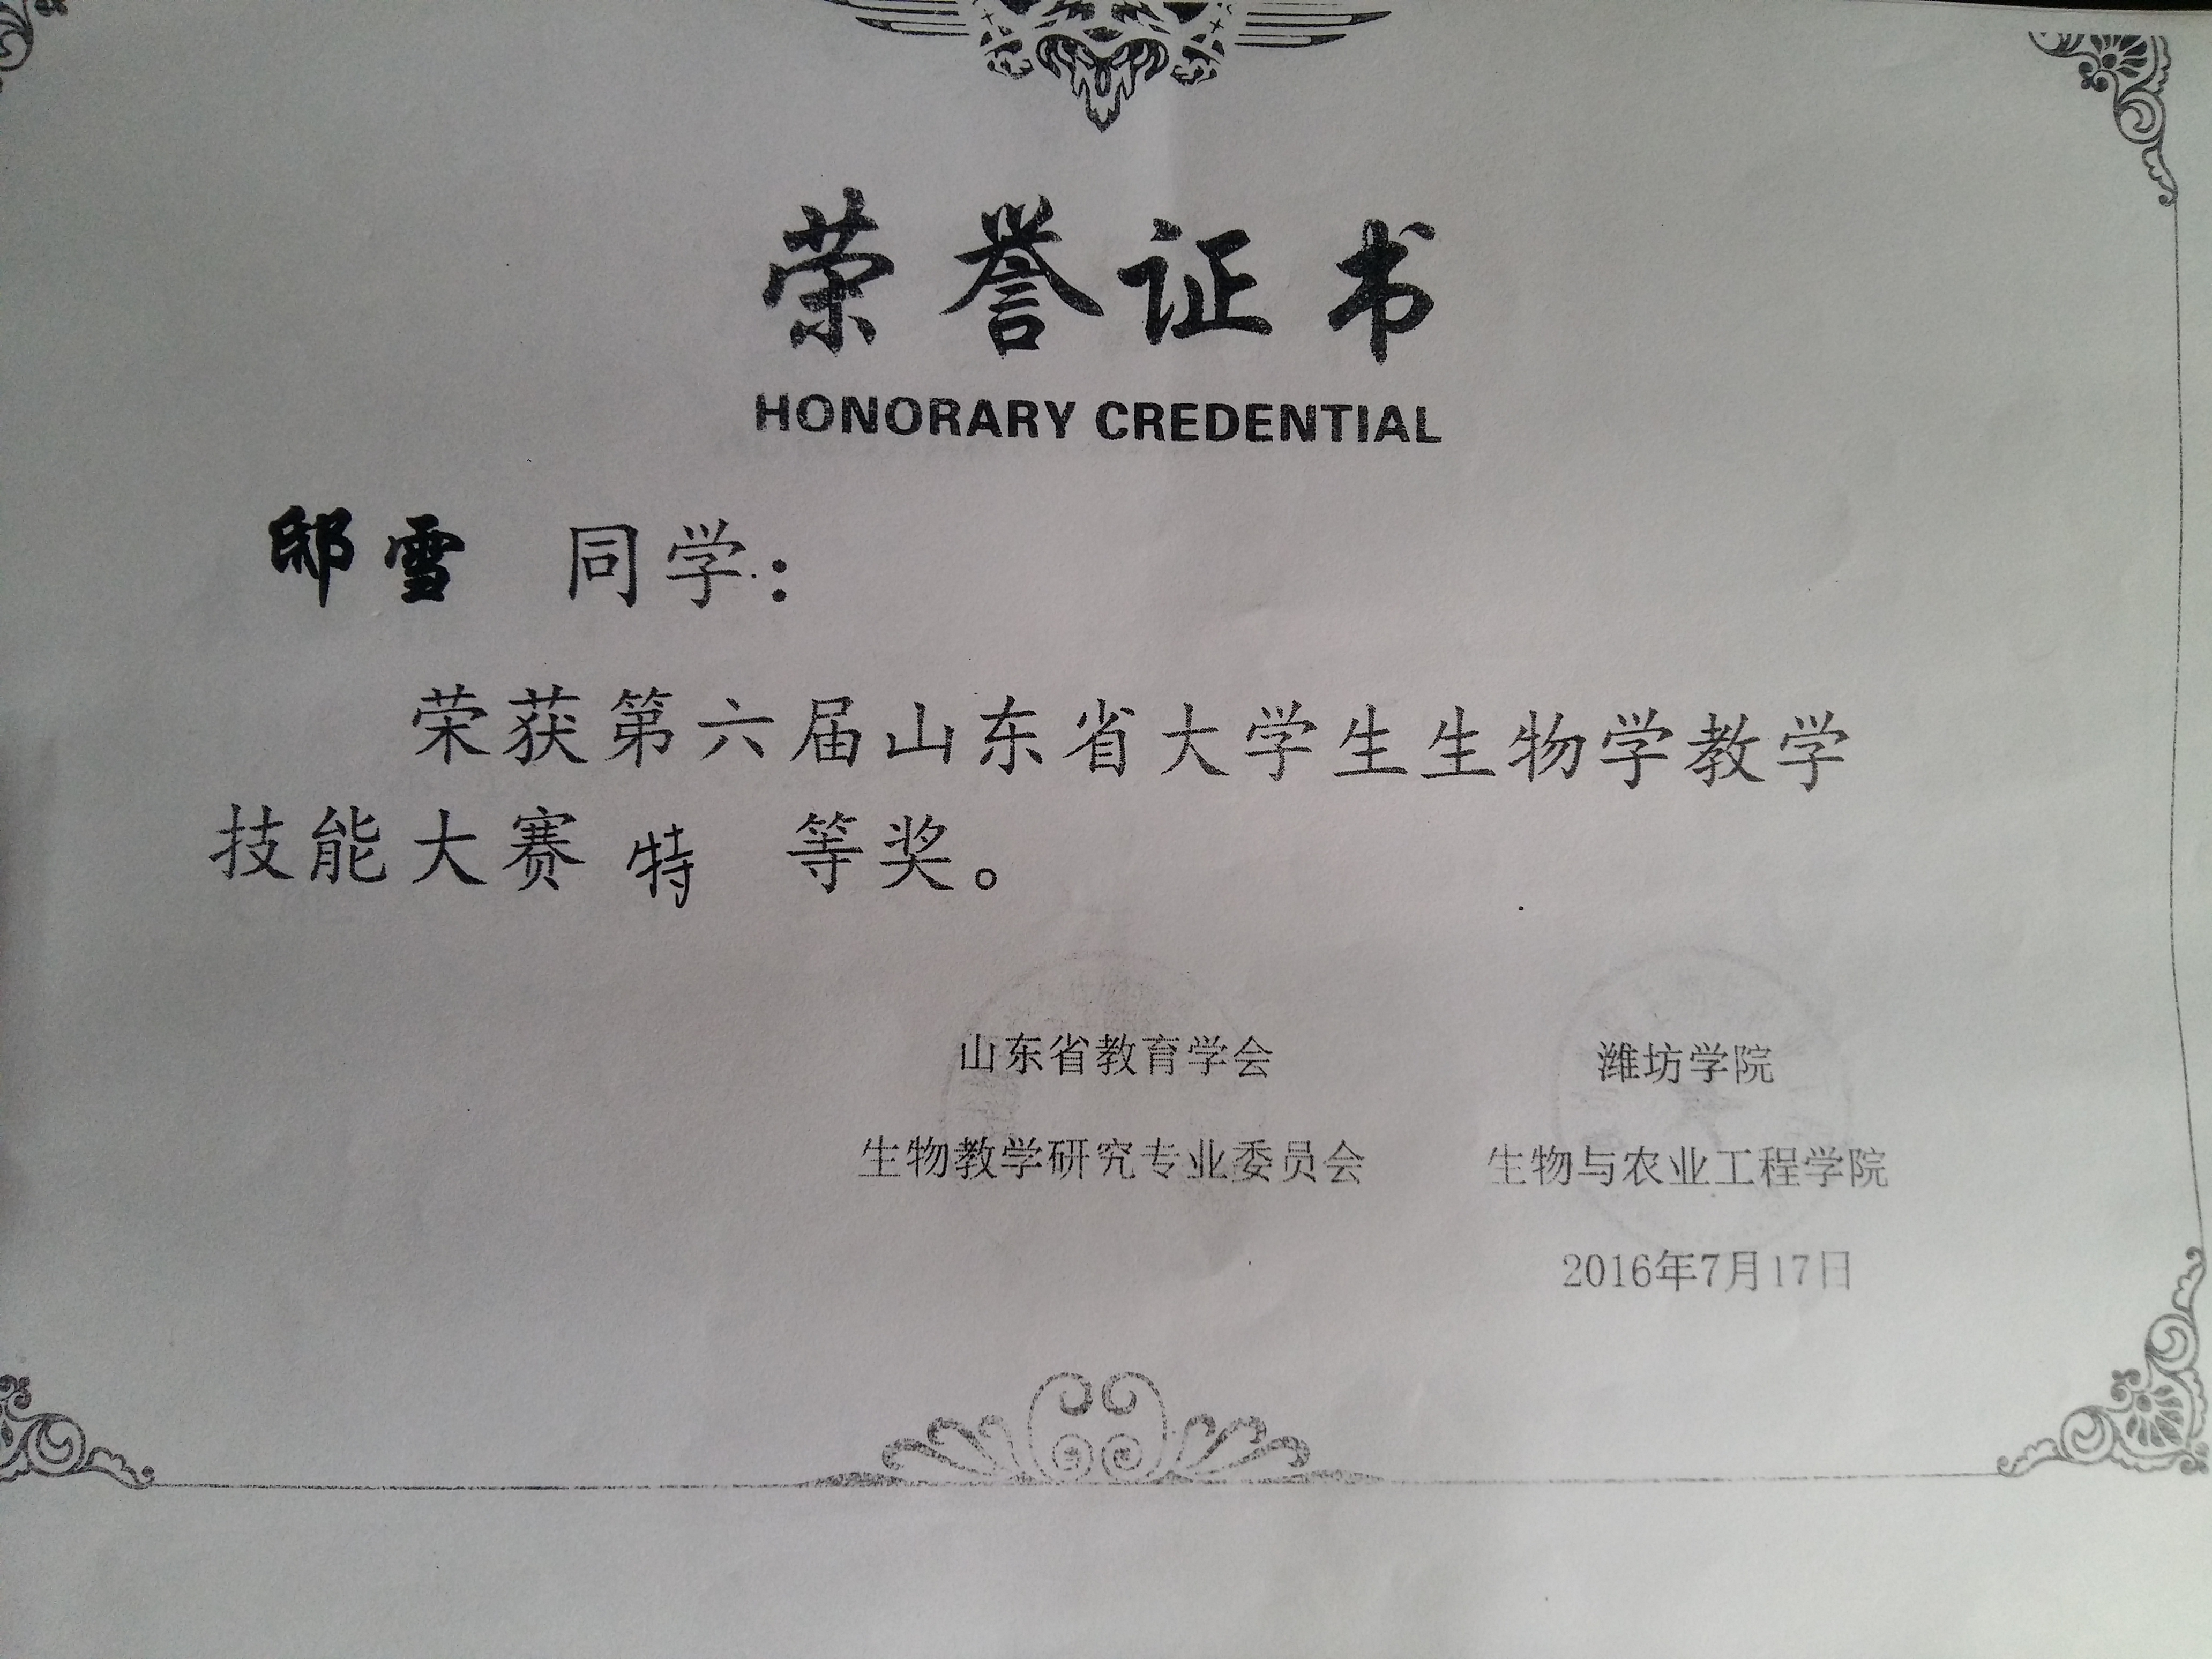 荣誉证书
HONORARY CREDENTIAL
邸雪 同学：
荣获第六届山东省大学生生物学教学
技能大赛 特 等奖。
山东省教育学会 潍坊学院
生物教学研究专业委员会 生物与农业工程学院
2016年7月17日